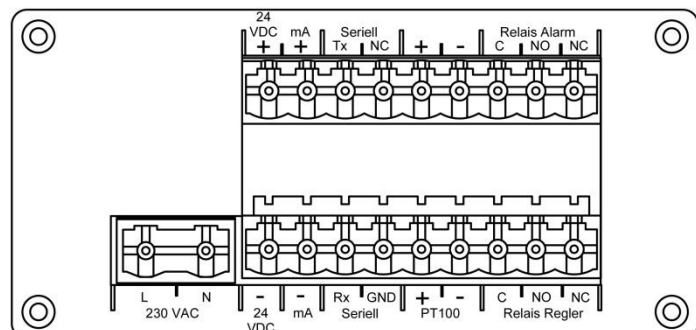 24
VDC mA Seriell Relais Alarm
+ + Tx NC + - C NO NC
L N - - Rx GND + - C NO NC
230 VAC 24 mA Seriell PT100 Relais Regler
VDC